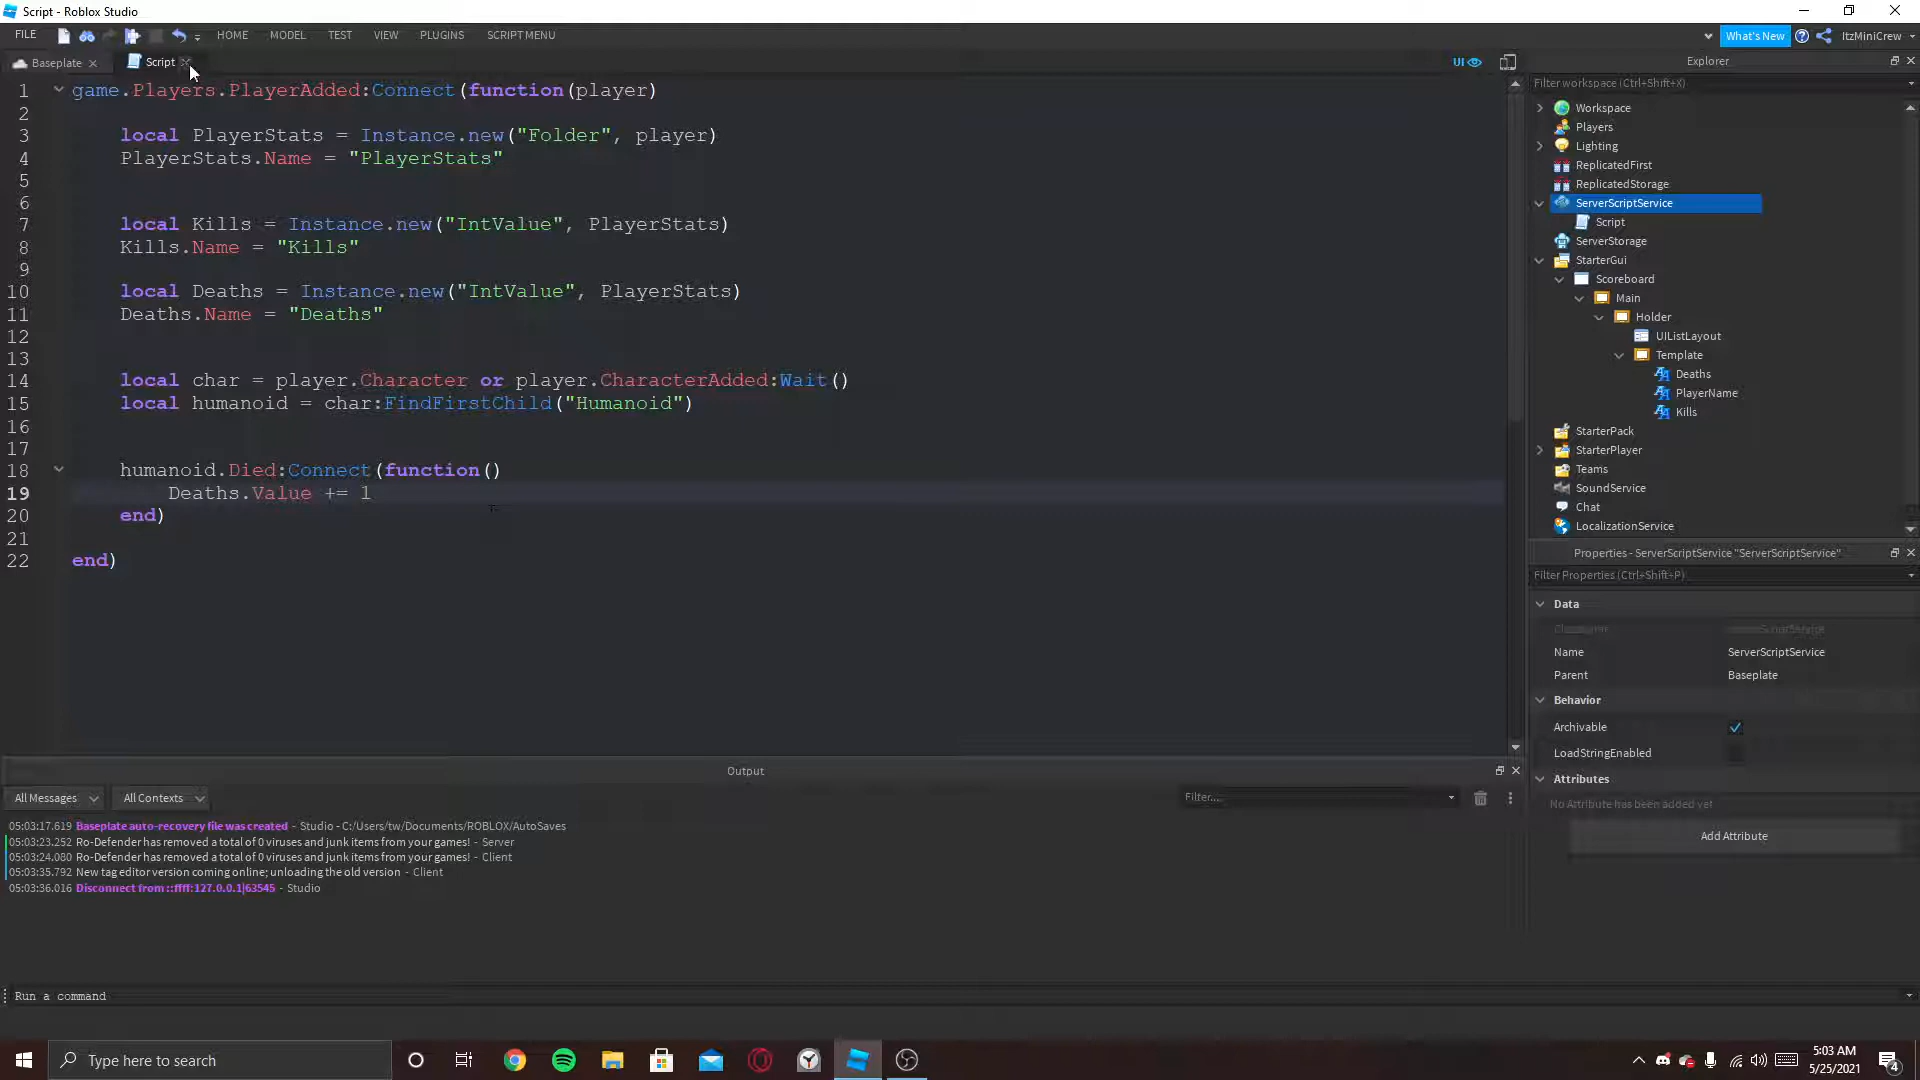 Script - Roblox Studio
FILE
HOME
MODEL
TEST
VIEW
PLUGINS
SCRIPT MENU
What's New
ItzMiniCrew
Baseplate
Script
UI
1 game.Players.PlayerAdded:Connect(function(player)
2
3 local PlayerStats = Instance.new("Folder", player)
4 PlayerStats.Name = "PlayerStats"
5
6
7 local Kills = Instance.new("IntValue", PlayerStats)
8 Kills.Name = "Kills"
9
10 local Deaths = Instance.new("IntValue", PlayerStats)
11 Deaths.Name = "Deaths"
12
13
14 local char = player.Character or player.CharacterAdded:Wait()
15 local humanoid = char:FindFirstChild("Humanoid")
16
17
18 humanoid.Died:Connect(function()
19 Deaths.Value += 1
20 end)
21
22 end)
Explorer
Filter workspace (Ctrl+Shift+X)
Workspace
Players
Lighting
ReplicatedFirst
ReplicatedStorage
ServerScriptService
Script
ServerStorage
StarterGui
Scoreboard
Main
Holder
UIListLayout
Template
Deaths
PlayerName
Kills
StarterPack
StarterPlayer
Teams
SoundService
Chat
LocalizationService
Properties - ServerScriptService "ServerScriptService"
Filter Properties (Ctrl+Shift+P)
Data
Name ServerScriptService
Parent Baseplate
Behavior
Archivable
LoadStringEnabled
Attributes
No Attribute has been added yet
Add Attribute
Output
All Messages
All Contexts
Filter...
05:03:17.619 Baseplate auto-recovery file was created - Studio - C:/Users/tw/Documents/ROBLOX/AutoSaves
05:03:23.252 Ro-Defender has removed a total of 0 viruses and junk items from your games! - Server
05:03:24.080 Ro-Defender has removed a total of 0 viruses and junk items from your games! - Client
05:03:35.792 New tag editor version coming online; unloading the old version - Client
05:03:36.016 Disconnect from ::ffff:127.0.0.1|63545 - Studio
Run a command
Type here to search
5:03 AM
5/25/2021
4